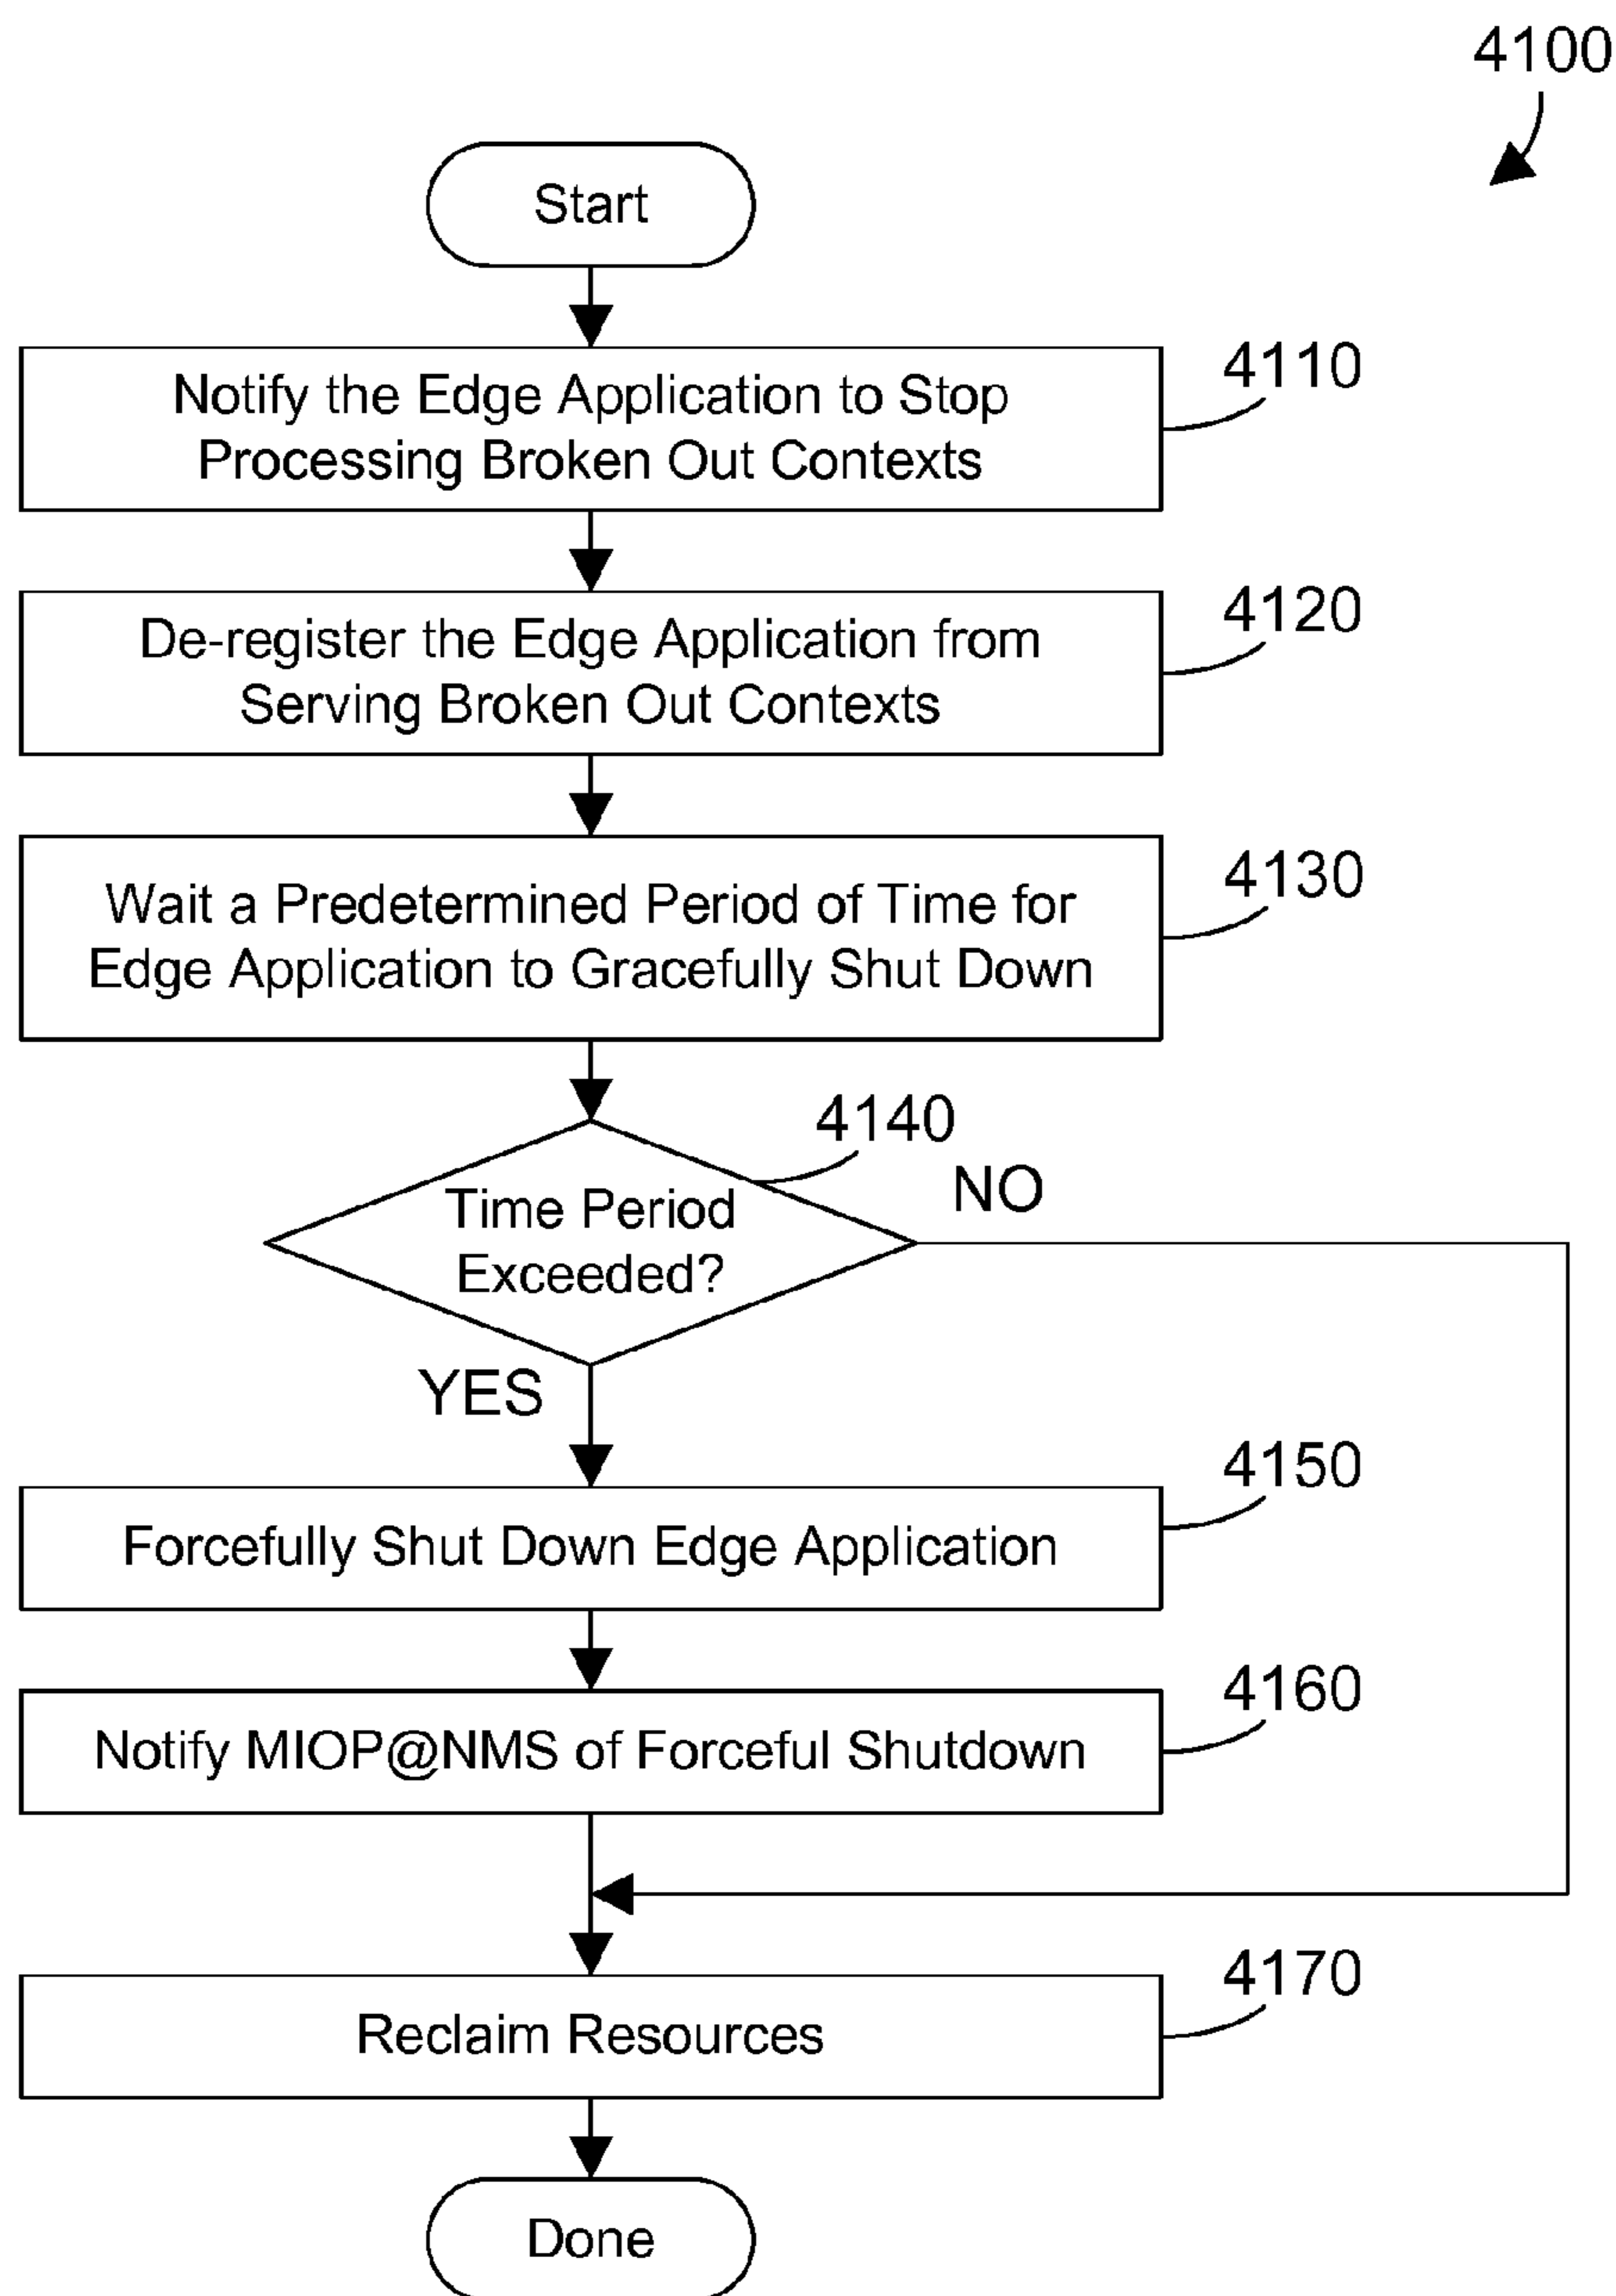 4100
Start
Notify the Edge Application to Stop
Processing Broken Out Contexts
4110
De-register the Edge Application from
Serving Broken Out Contexts
4120
Wait a Predetermined Period of Time for
Edge Application to Gracefully Shut Down
4130
4140
Time Period
Exceeded?
NO
YES
Forcefully Shut Down Edge Application
4150
Notify MIOP@NMS of Forceful Shutdown
4160
Reclaim Resources
4170
Done